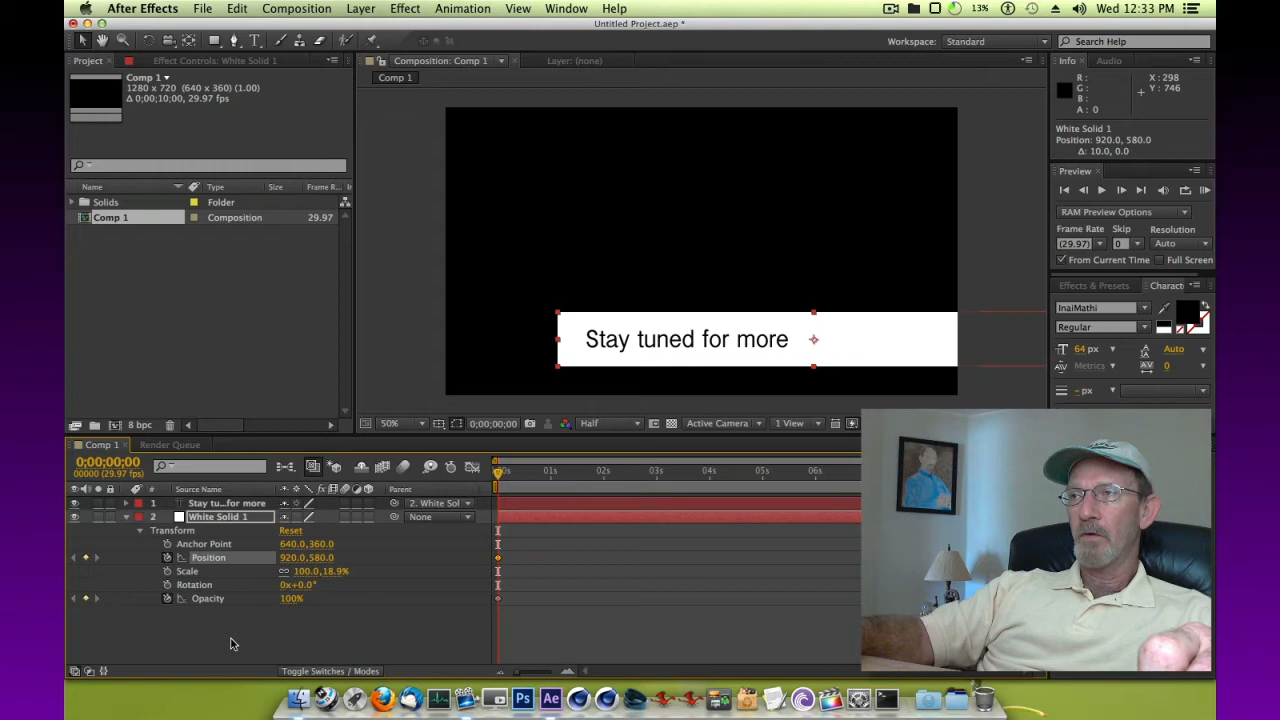 After Effects File Edit Composition Layer Effect Animation View Window Help 13% Wed 12:33 PM
Untitled Project.aep *
Workspace: Standard Search Help
Project Effect Controls: White Solid 1 Composition: Comp 1 Layer: (none) Info Audio
Comp 1
1280 x 720 (640 x 360) (1.00)
Δ 0;00;10;00, 29.97 fps
Comp 1
R :
G :
B :
A : 0
X : 298
Y : 746
White Solid 1
Position: 920.0, 580.0
Δ: 10.0, 0.0
Preview
Name Type Size Frame R...
Solids Folder
Comp 1 Composition 29.97
RAM Preview Options
Frame Rate Skip Resolution
(29.97) 0 Auto
From Current Time Full Screen
Effects & Presets Charact
InaiMathi
Regular
64 px Auto
Metrics 0
- px
Stay tuned for more
8 bpc
50% 0;00;00;00 Half Active Camera 1 View
Comp 1 Render Queue
0;00;00;00
00000 (29.97 fps)
00s 01s 02s 03s 04s 05s 06s
# Source Name Parent
1 T Stay tu...for more 2. White Sol
2 White Solid 1 None
Transform Reset
Anchor Point 640.0,360.0
Position 920.0,580.0
Scale 100.0,18.9%
Rotation 0x+0.0°
Opacity 100%
Toggle Switches / Modes
Ps Ae